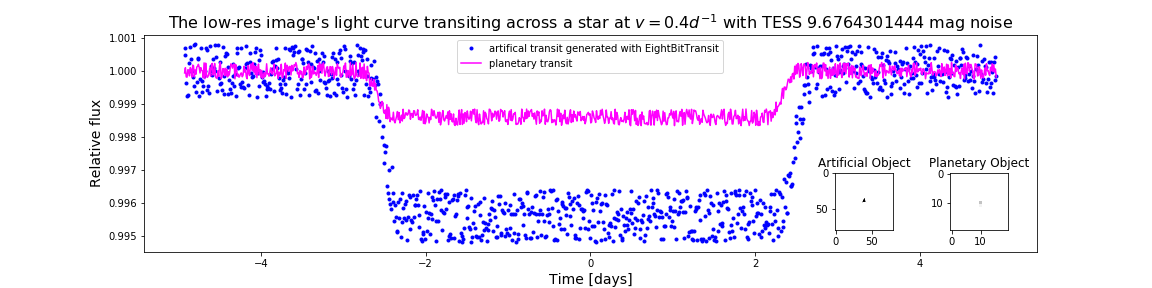 The low-res image's light curve transiting across a star at v = 0.4d⁻¹ with TESS 9.6764301444 mag noise
artifical transit generated with EightBitTransit
planetary transit
Relative flux
1.001
1.000
0.999
0.998
0.997
0.996
0.995
Artificial Object
0
50
0 50
Planetary Object
0
10
0 10
−4 −2 0 2 4
Time [days]